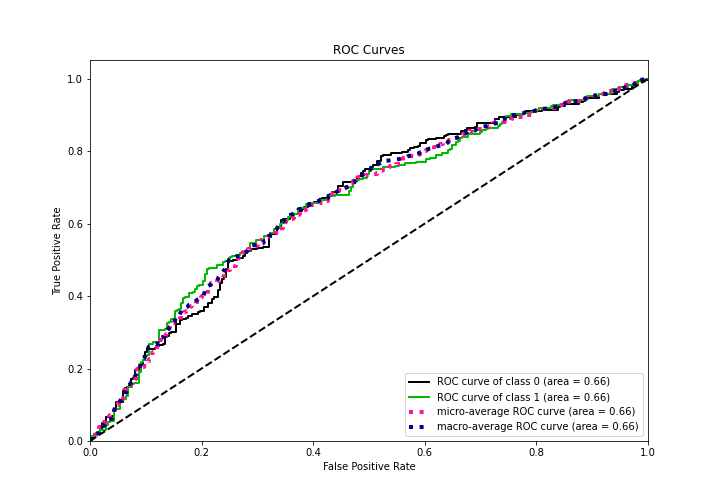 ROC Curves
True Positive Rate
1.0
0.8
0.6
0.4
0.2
0.0
ROC curve of class 0 (area = 0.66)
ROC curve of class 1 (area = 0.66)
micro-average ROC curve (area = 0.66)
macro-average ROC curve (area = 0.66)
0.0 0.2 0.4 0.6 0.8 1.0
False Positive Rate